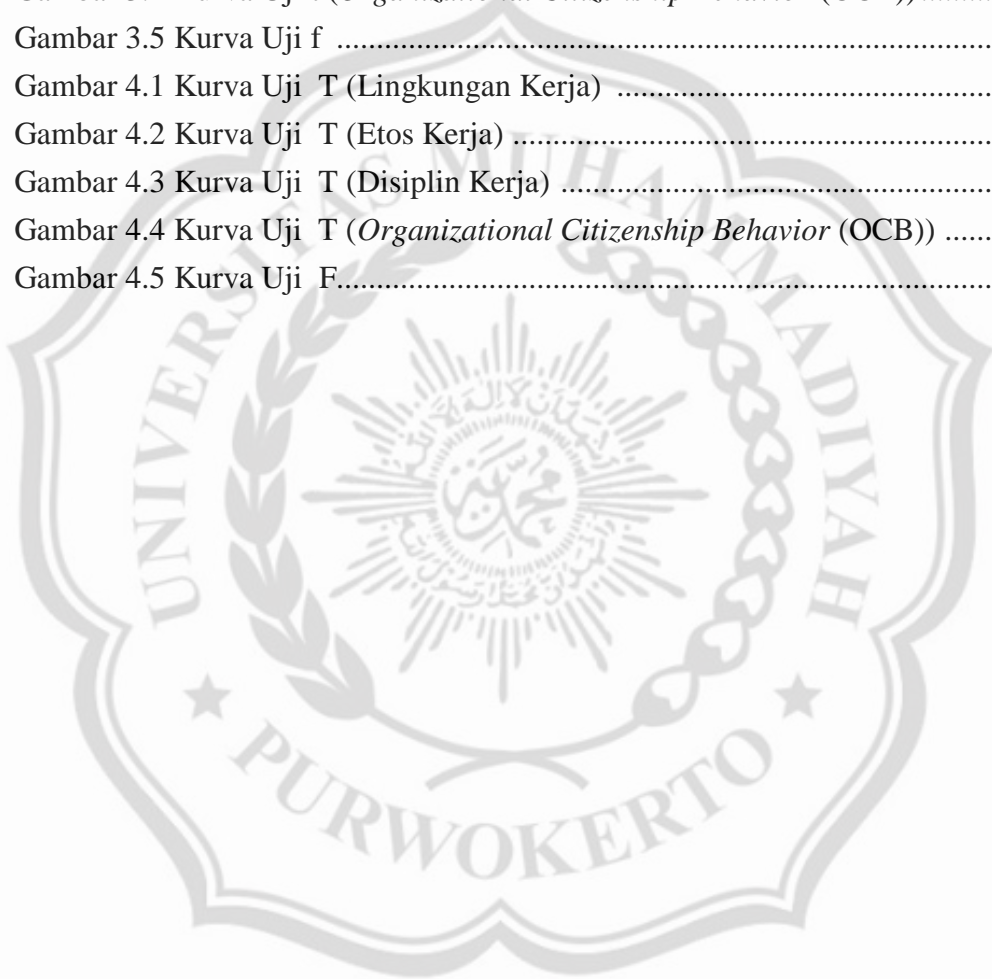 Gambar 3.5 Kurva Uji f ..................................................................................
Gambar 4.1 Kurva Uji T (Lingkungan Kerja) ................................................
Gambar 4.2 Kurva Uji T (Etos Kerja) .............................................................
Gambar 4.3 Kurva Uji T (Disiplin Kerja) .......................................................
Gambar 4.4 Kurva Uji T (Organizational Citizenship Behavior (OCB)) ......
Gambar 4.5 Kurva Uji F..................................................................................
UNIVERSITAS MUHAMMADIYAH
PURWOKERTO